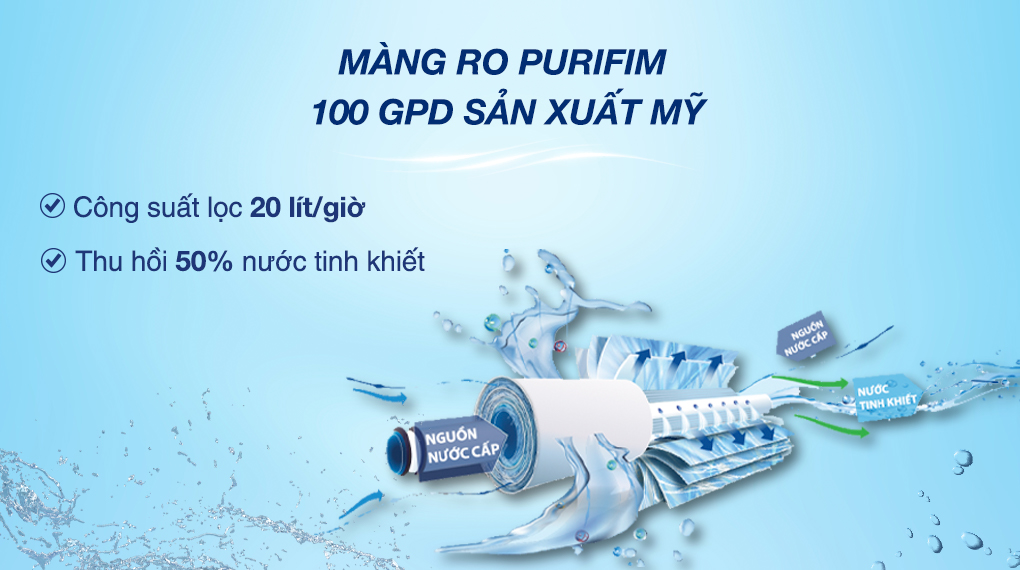 MÀNG RO PURIFIM
100 GPD SẢN XUẤT MỸ
Công suất lọc 20 lít/giờ
Thu hồi 50% nước tinh khiết
NGUỒN
NƯỚC CẤP
NƯỚC
TINH KHIẾT
NGUỒN
NƯỚC CẤP